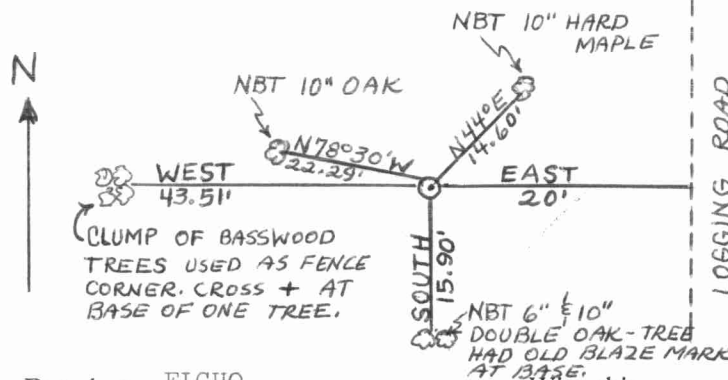 NBT 10" HARD
MAPLE
N
NBT 10" OAK
N44°E
14.60'
N78°30'W
22.29'
WEST
43.51'
EAST
20'
LOGGING ROAD
CLUMP OF BASSWOOD
TREES USED AS FENCE
CORNER. CROSS + AT
BASE OF ONE TREE.
SOUTH
15.90'
NBT 6" & 10"
DOUBLE OAK-TREE
HAD OLD BLAZE MARK
AT BASE.
ELCHO